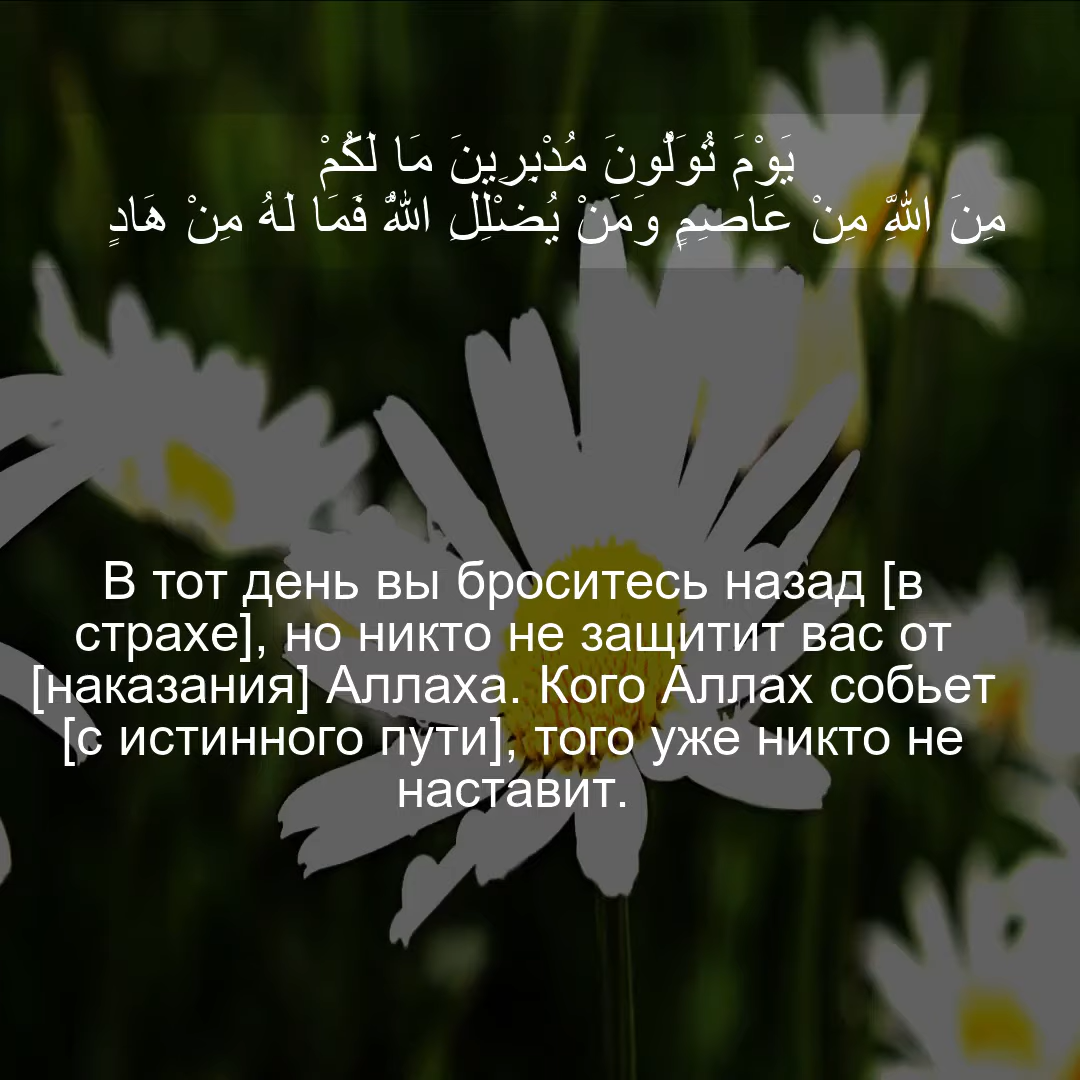 يَوْمَ تُوَلُّونَ مُدْبِرِينَ مَا لَكُمْ
مِنَ اللَّهِ مِنْ عَاصِمٍ وَمَنْ يُضْلِلِ اللَّهُ فَمَا لَهُ مِنْ هَادٍ
В тот день вы броситесь назад [в
страхе], но никто не защитит вас от
[наказания] Аллаха. Кого Аллах собьет
[с истинного пути], того уже никто не
наставит.